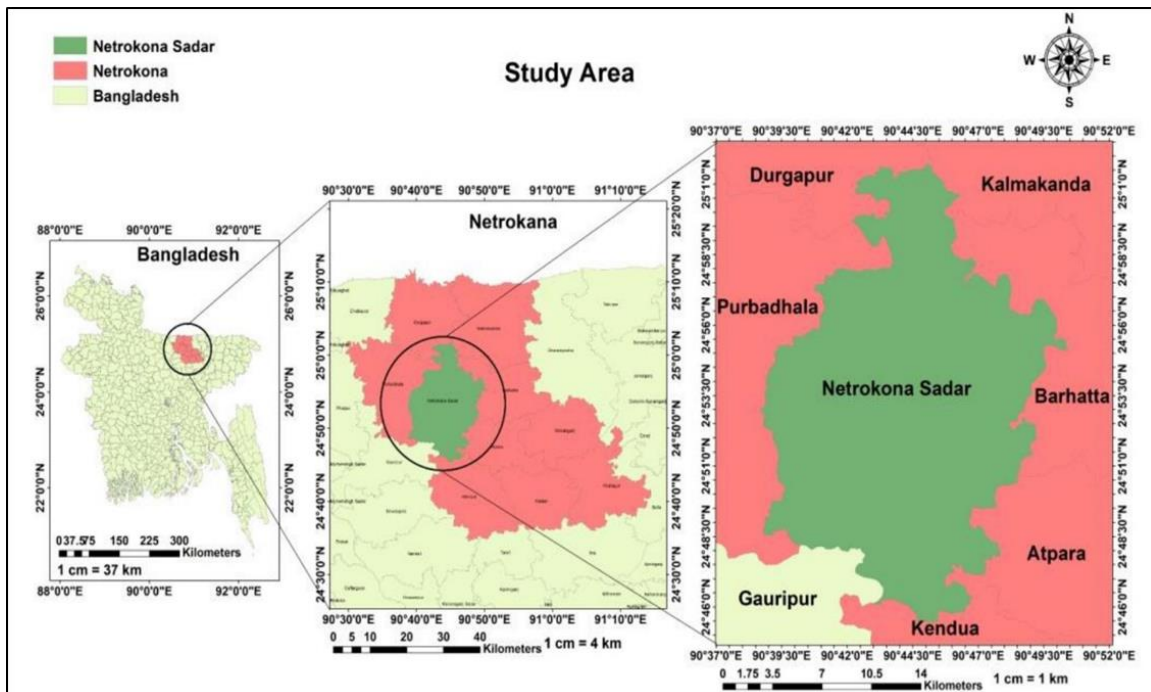 Netrokona Sadar
Netrokona
Bangladesh
Study Area
N
W
E
S
88°0'0"E 90°0'0"E 92°0'0"E
Bangladesh
26°0'0"N
24°0'0"N
22°0'0"N
0 37.5 75 150 225 300
Kilometers
1 cm = 37 km
88°0'0"E 90°0'0"E 92°0'0"E
90°30'0"E 90°40'0"E 90°50'0"E 91°0'0"E 91°10'0"E
Netrokana
25°20'0"N
25°10'0"N
25°0'0"N
24°50'0"N
24°40'0"N
24°30'0"N
25°20'0"N
25°10'0"N
25°0'0"N
24°50'0"N
24°40'0"N
24°30'0"N
Netrokona Sadar
90°30'0"E 90°40'0"E 90°50'0"E 91°0'0"E 91°10'0"E
0 5 10 20 30 40
Kilometers
1 cm = 4 km
90°37'0"E 90°39'30"E 90°42'0"E 90°44'30"E 90°47'0"E 90°49'30"E 90°52'0"E
Durgapur
Kalmakanda
Purbadhala
Netrokona Sadar
Barhatta
Atpara
Gauripur
Kendua
25°1'0"N
24°58'30"N
24°56'0"N
24°53'30"N
24°51'0"N
24°48'30"N
24°46'0"N
25°1'0"N
24°58'30"N
24°56'0"N
24°53'30"N
24°51'0"N
24°48'30"N
24°46'0"N
90°37'0"E 90°39'30"E 90°42'0"E 90°44'30"E 90°47'0"E 90°49'30"E 90°52'0"E
0 1.75 3.5 7 10.5 14
Kilometers
1 cm = 1 km